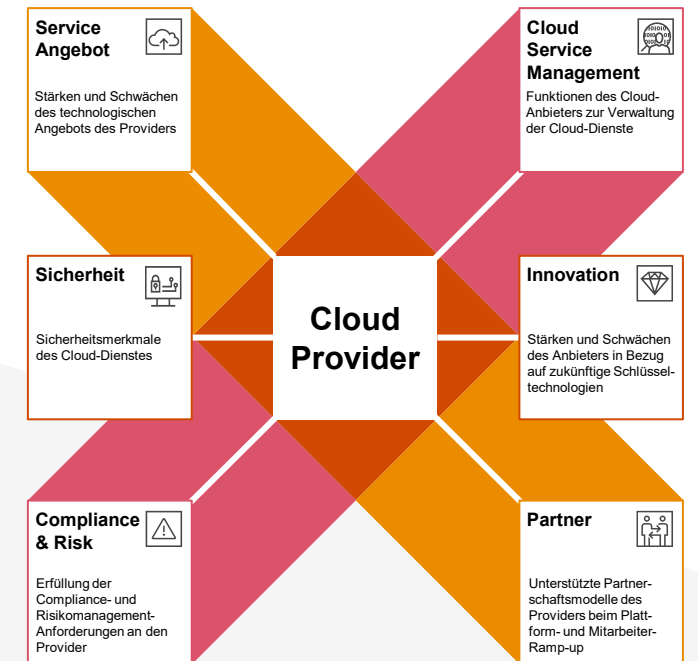 Service
Angebot
Stärken und Schwächen
des technologischen
Angebots des Providers
Cloud
Service
Management
Funktionen des Cloud-
Anbieters zur Verwaltung
der Cloud-Dienste
Sicherheit
Sicherheitsmerkmale
des Cloud-Dienstes
Cloud
Provider
Innovation
Stärken und Schwächen
des Anbieters in Bezug
auf zukünftige Schlüssel-
technologien
Compliance
& Risk
Erfüllung der
Compliance- und
Risikomanagement-
Anforderungen an den
Provider
Partner
Unterstützte Partner-
schaftsmodelle des
Providers beim Platt-
form- und Mitarbeiter-
Ramp-up